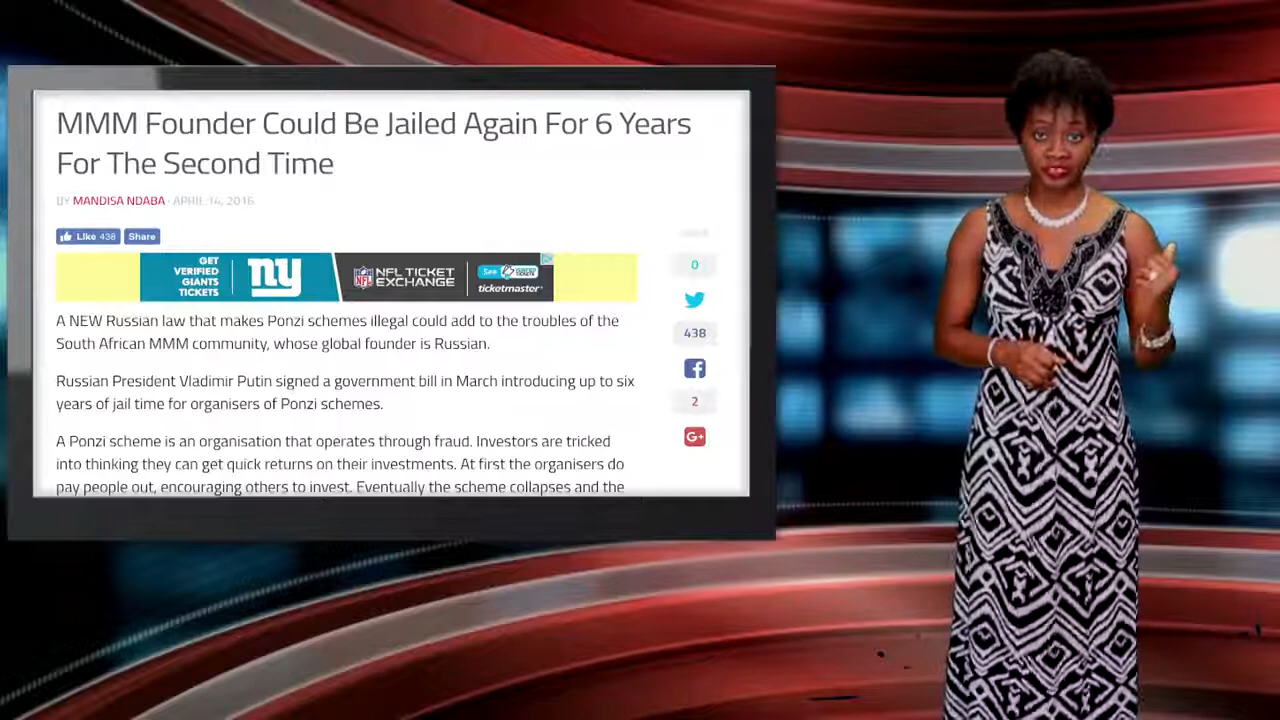 MMM Founder Could Be Jailed Again For 6 Years
For The Second Time
BY MANDISA NDABA · APRIL 14, 2016
Like 438 Share
GET
VERIFIED
GIANTS
TICKETS
ny
NFL
NFL TICKET
EXCHANGE
ticketmaster
0
438
2
G+
A NEW Russian law that makes Ponzi schemes illegal could add to the troubles of the
South African MMM community, whose global founder is Russian.
Russian President Vladimir Putin signed a government bill in March introducing up to six
years of jail time for organisers of Ponzi schemes.
A Ponzi scheme is an organisation that operates through fraud. Investors are tricked
into thinking they can get quick returns on their investments. At first the organisers do
pay people out, encouraging others to invest. Eventually the scheme collapses and the